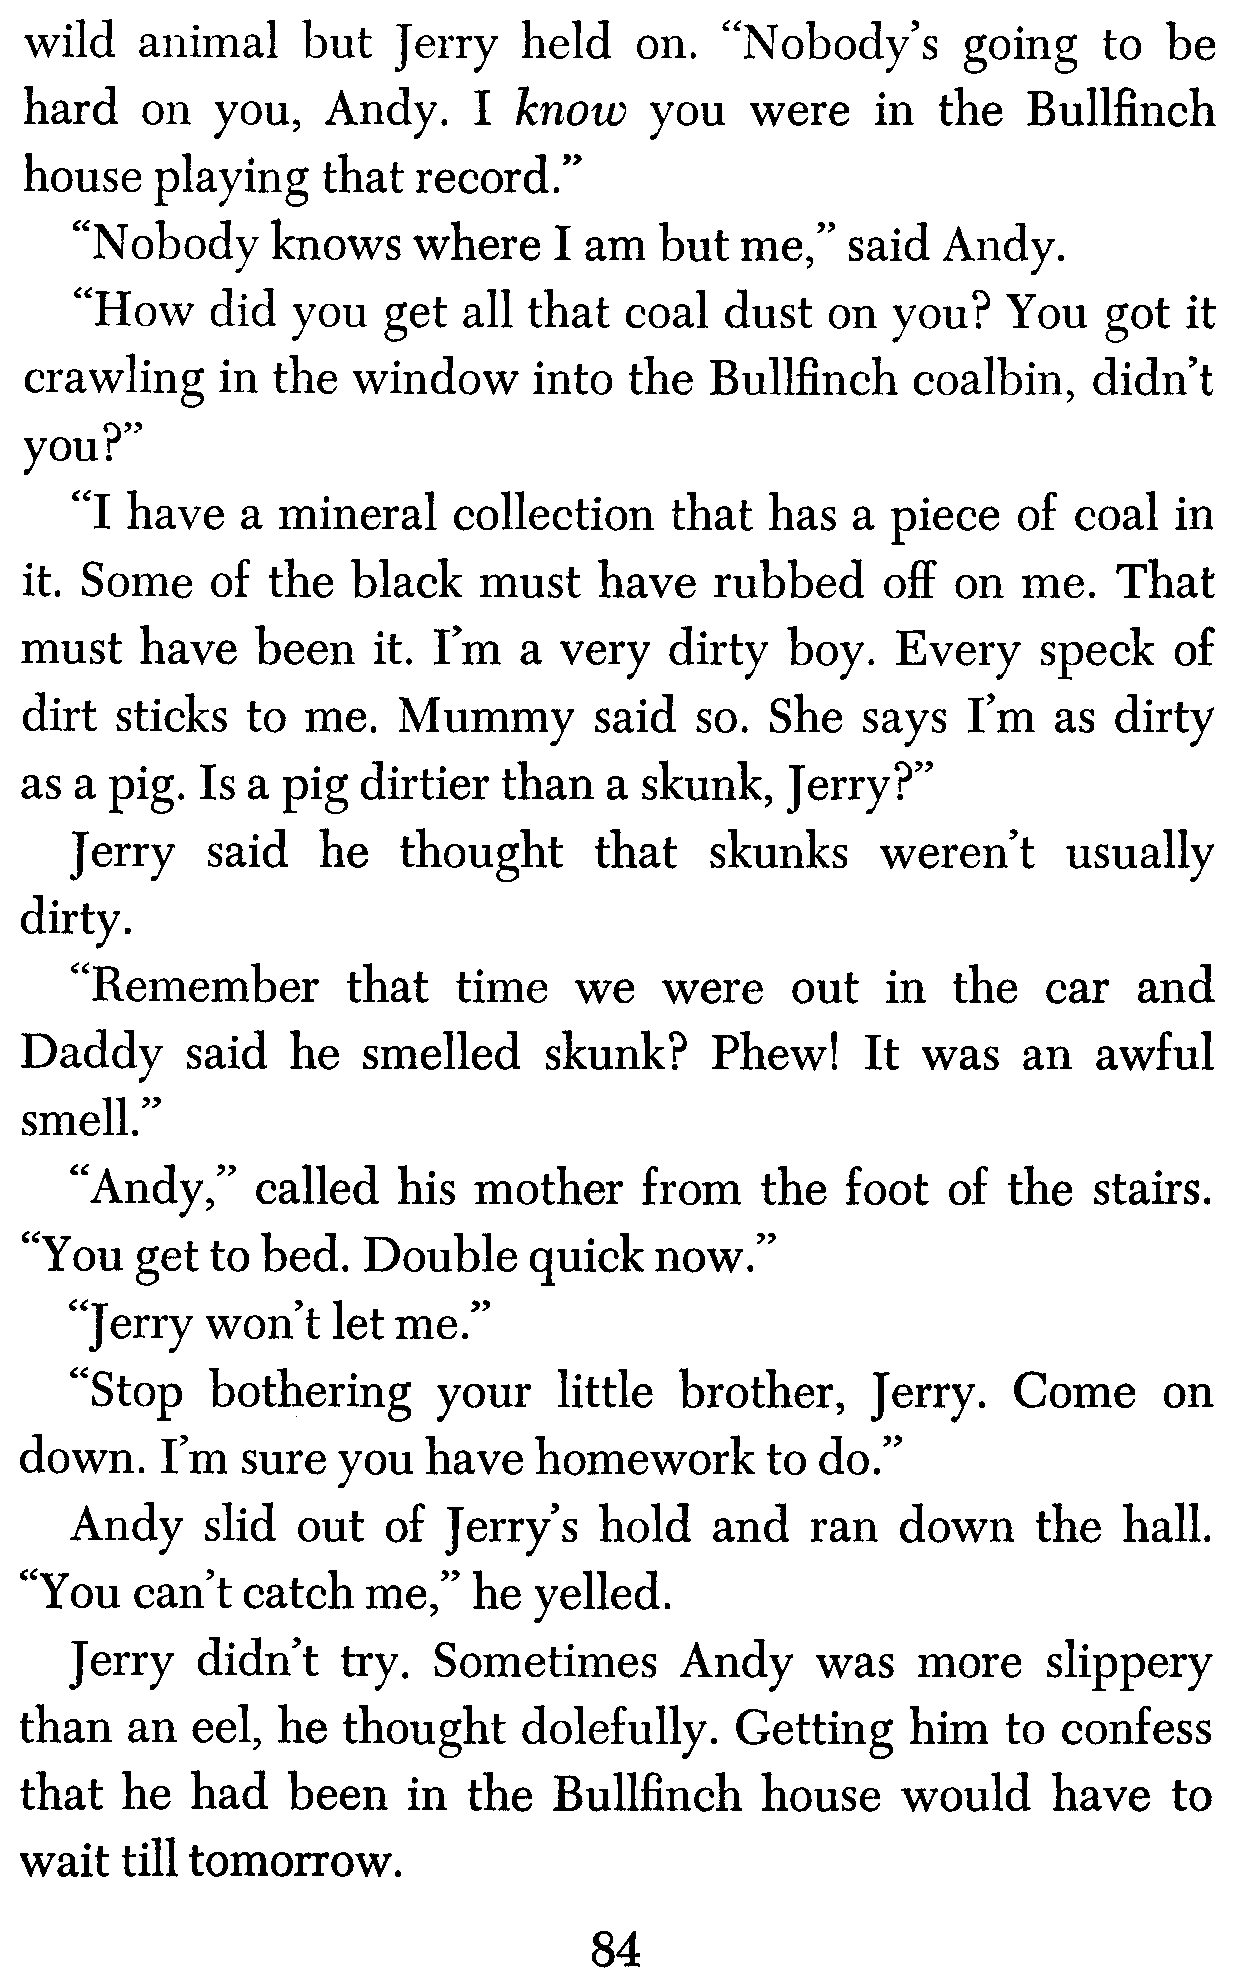 wild animal but Jerry held on. “Nobody’s going to be
hard on you, Andy. I know you were in the Bullfinch
house playing that record.”
“Nobody knows where I am but me,” said Andy.
“How did you get all that coal dust on you? You got it
crawling in the window into the Bullfinch coalbin, didn’t
you?”
“I have a mineral collection that has a piece of coal in
it. Some of the black must have rubbed off on me. That
must have been it. I’m a very dirty boy. Every speck of
dirt sticks to me. Mummy said so. She says I’m as dirty
as a pig. Is a pig dirtier than a skunk, Jerry?”
Jerry said he thought that skunks weren’t usually
dirty.
“Remember that time we were out in the car and
Daddy said he smelled skunk? Phew! It was an awful
smell.”
“Andy,” called his mother from the foot of the stairs.
“You get to bed. Double quick now.”
“Jerry won’t let me.”
“Stop bothering your little brother, Jerry. Come on
down. I’m sure you have homework to do.”
Andy slid out of Jerry’s hold and ran down the hall.
“You can’t catch me,” he yelled.
Jerry didn’t try. Sometimes Andy was more slippery
than an eel, he thought dolefully. Getting him to confess
that he had been in the Bullfinch house would have to
wait till tomorrow.
84